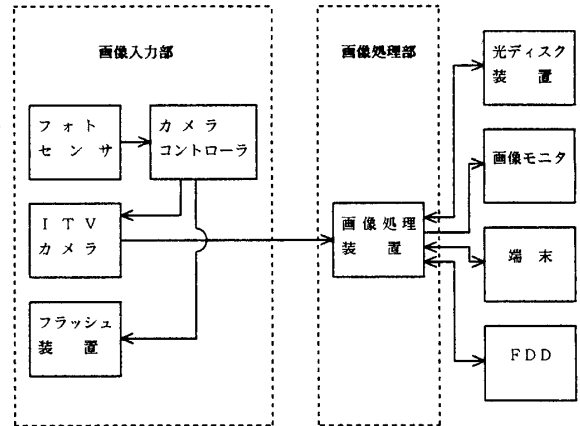 画像入力部
画像処理部
フォト
センサ
カメラ
コントローラ
ITV
カメラ
フラッシュ
装置
画像処理
装置
光ディスク
装置
画像モニタ
端末
FDD